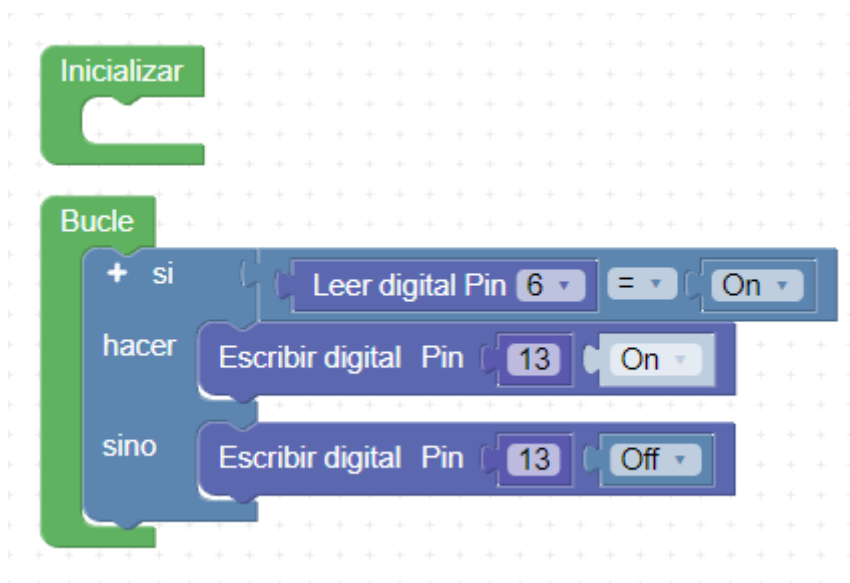 Inicializar
Bucle
+ si Leer digital Pin 6 = On
hacer Escribir digital Pin 13 On
sino Escribir digital Pin 13 Off